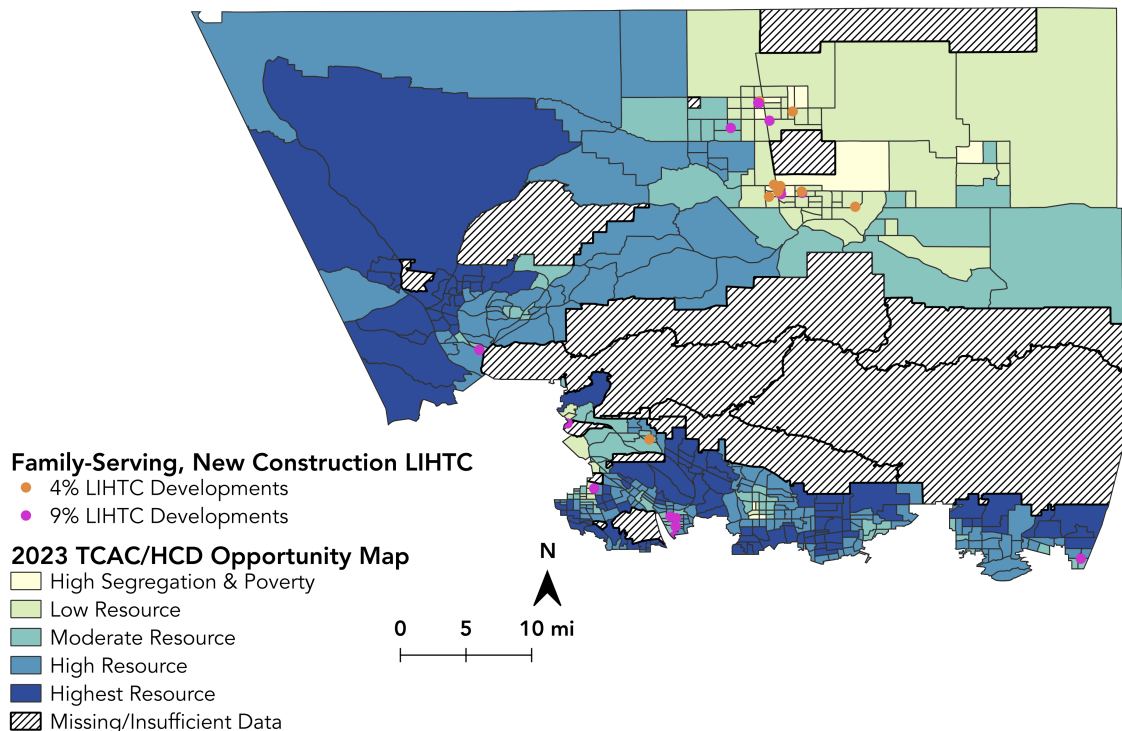 Family-Serving, New Construction LIHTC
4% LIHTC Developments
9% LIHTC Developments
2023 TCAC/HCD Opportunity Map
High Segregation & Poverty
Low Resource
Moderate Resource
High Resource
Highest Resource
Missing/Insufficient Data
N
0 5 10 mi